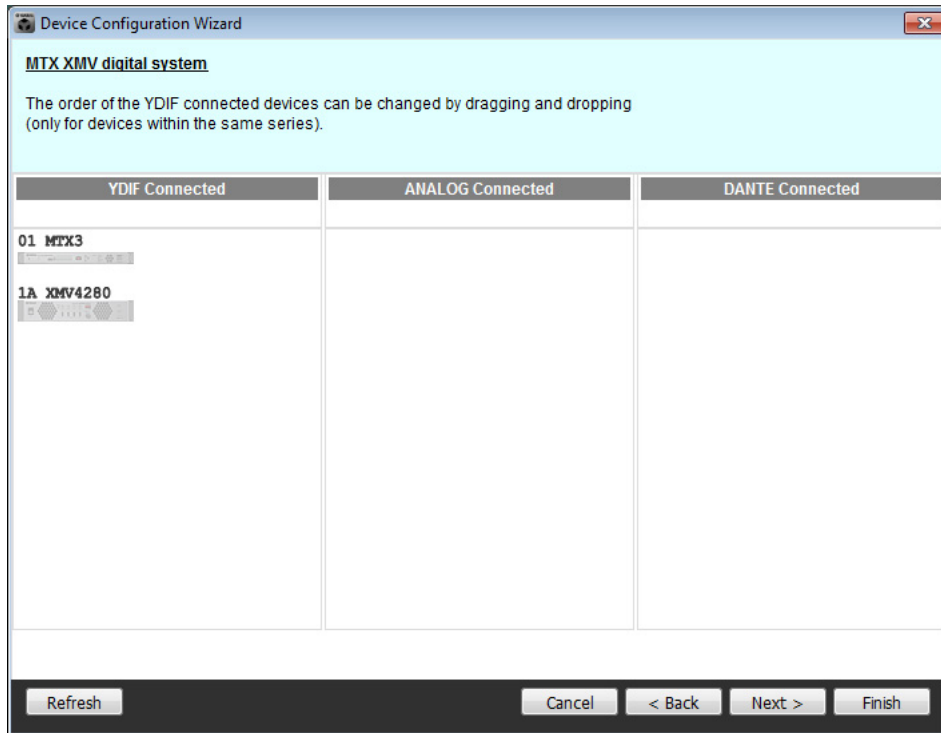 Device Configuration Wizard
MTX XMV digital system
The order of the YDIF connected devices can be changed by dragging and dropping
(only for devices within the same series).
YDIF Connected
ANALOG Connected
DANTE Connected
01 MTX3
1A XMV4280
Refresh
Cancel
< Back
Next >
Finish